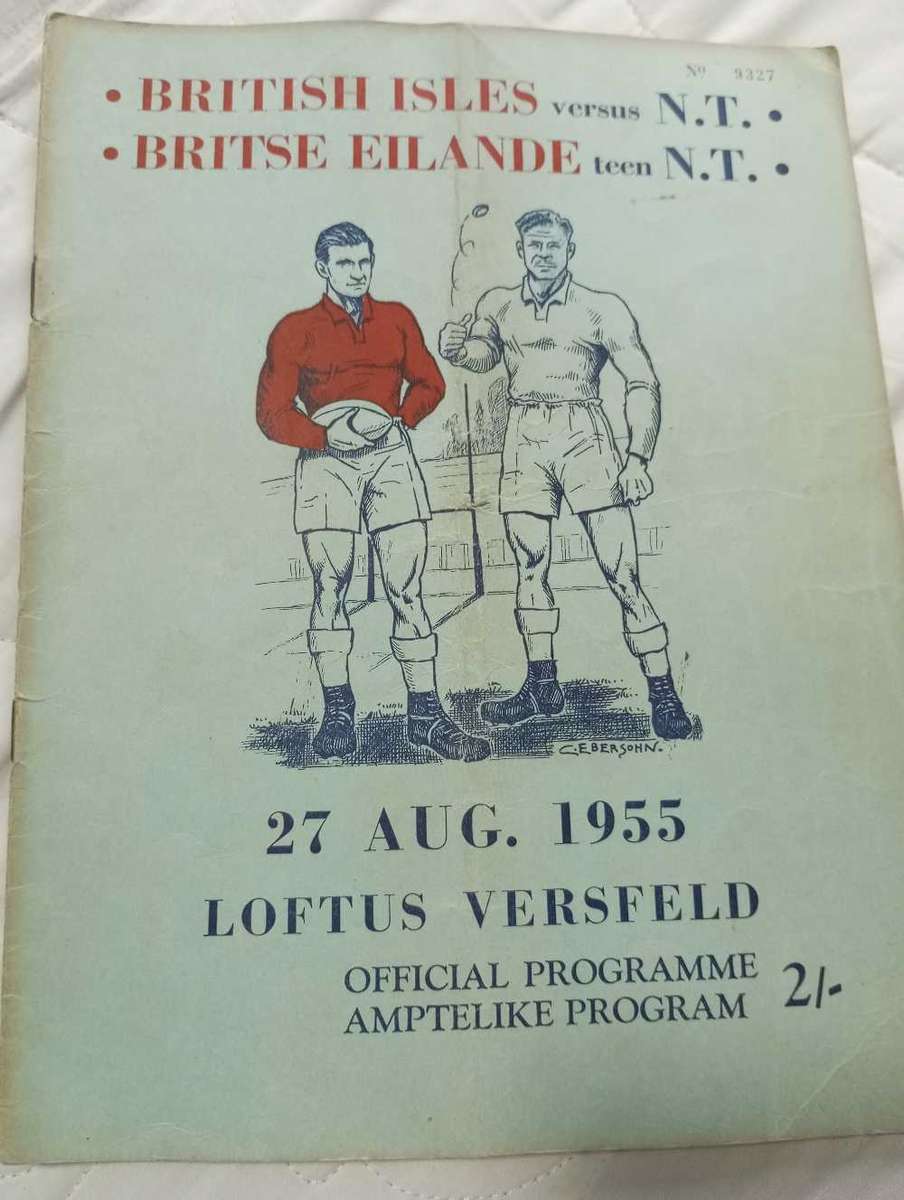 Nº 9327
• BRITISH ISLES versus N.T. •
• BRITSE EILANDE teen N.T. •
C. EBERSOHN.
27 AUG. 1955
LOFTUS VERSFELD
OFFICIAL PROGRAMME
AMPTELIKE PROGRAM 2/-